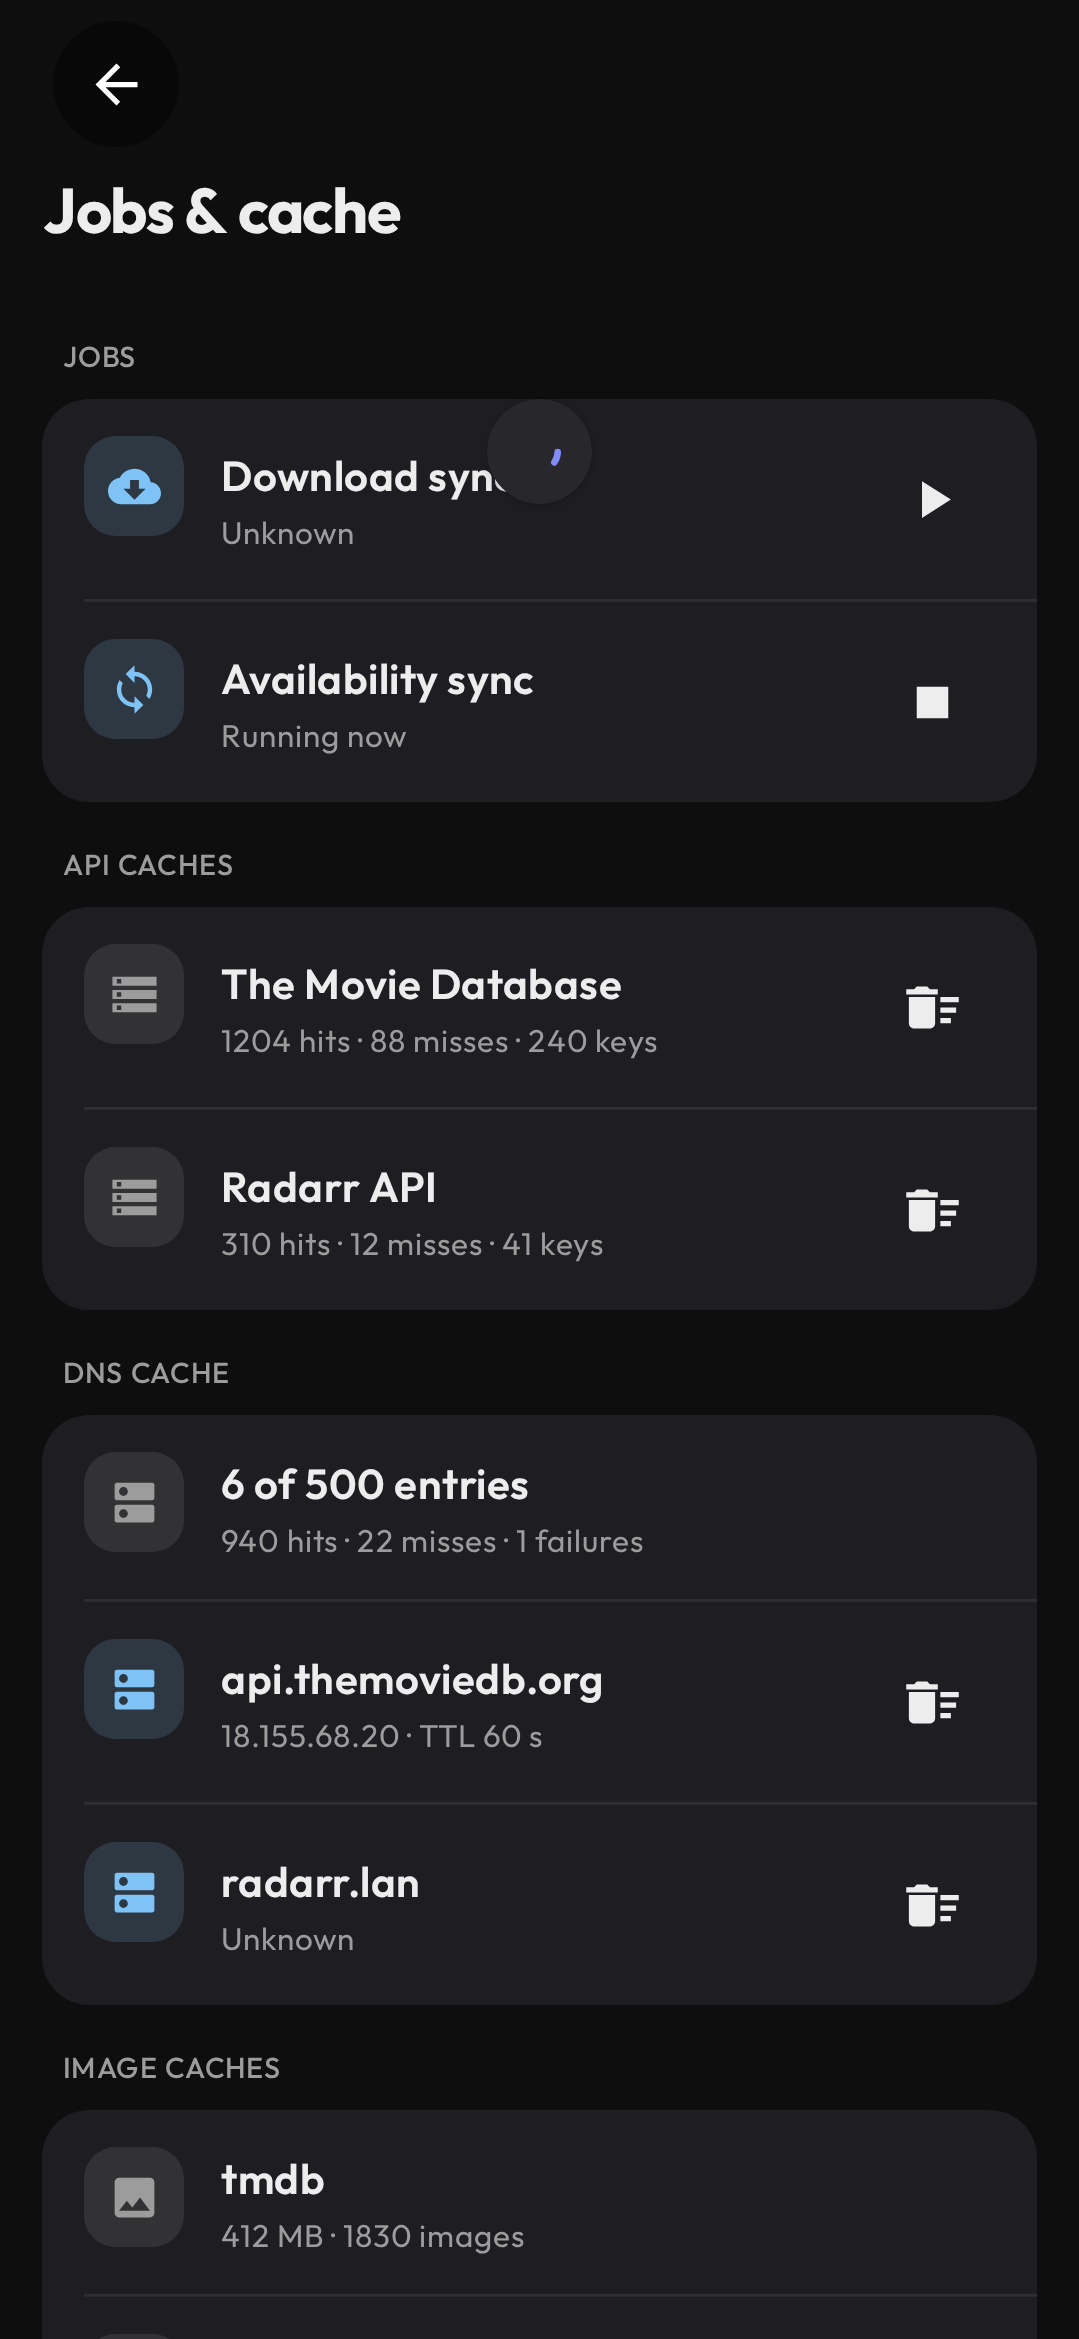 Jobs & cache
JOBS
Download sync
Unknown
Availability sync
Running now
API CACHES
The Movie Database
1204 hits · 88 misses · 240 keys
Radarr API
310 hits · 12 misses · 41 keys
DNS CACHE
6 of 500 entries
940 hits · 22 misses · 1 failures
api.themoviedb.org
18.155.68.20 · TTL 60 s
radarr.lan
Unknown
IMAGE CACHES
tmdb
412 MB · 1830 images